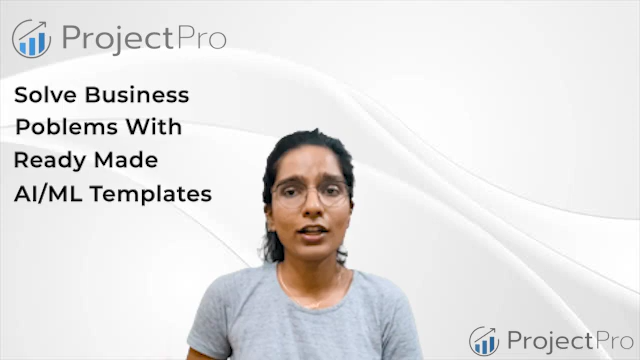 ProjectPro
Solve Business
Poblems With
Ready Made
AI/ML Templates
ProjectPro